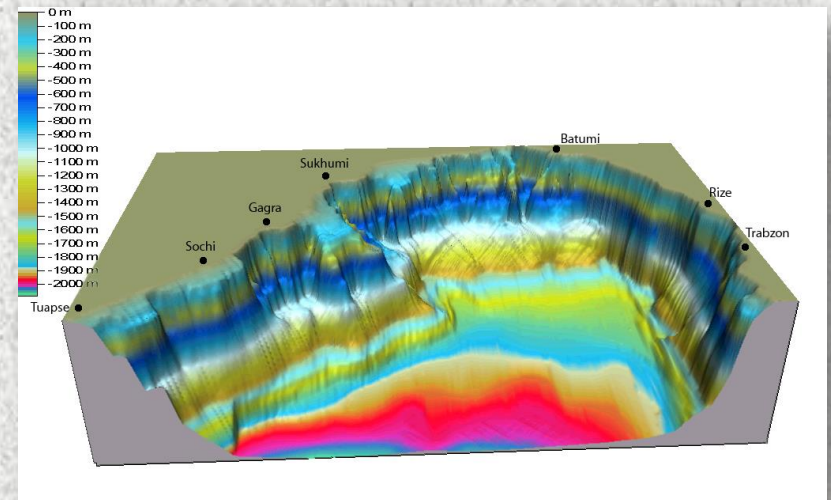 0 m
-100 m
-200 m
-300 m
-400 m
-500 m
-600 m
-700 m
-800 m
-900 m
-1000 m
-1100 m
-1200 m
-1300 m
-1400 m
-1500 m
-1600 m
-1700 m
-1800 m
-1900 m
-2000 m
Batumi
Sukhumi
Rize
Gagra
Trabzon
Sochi
Tuapse